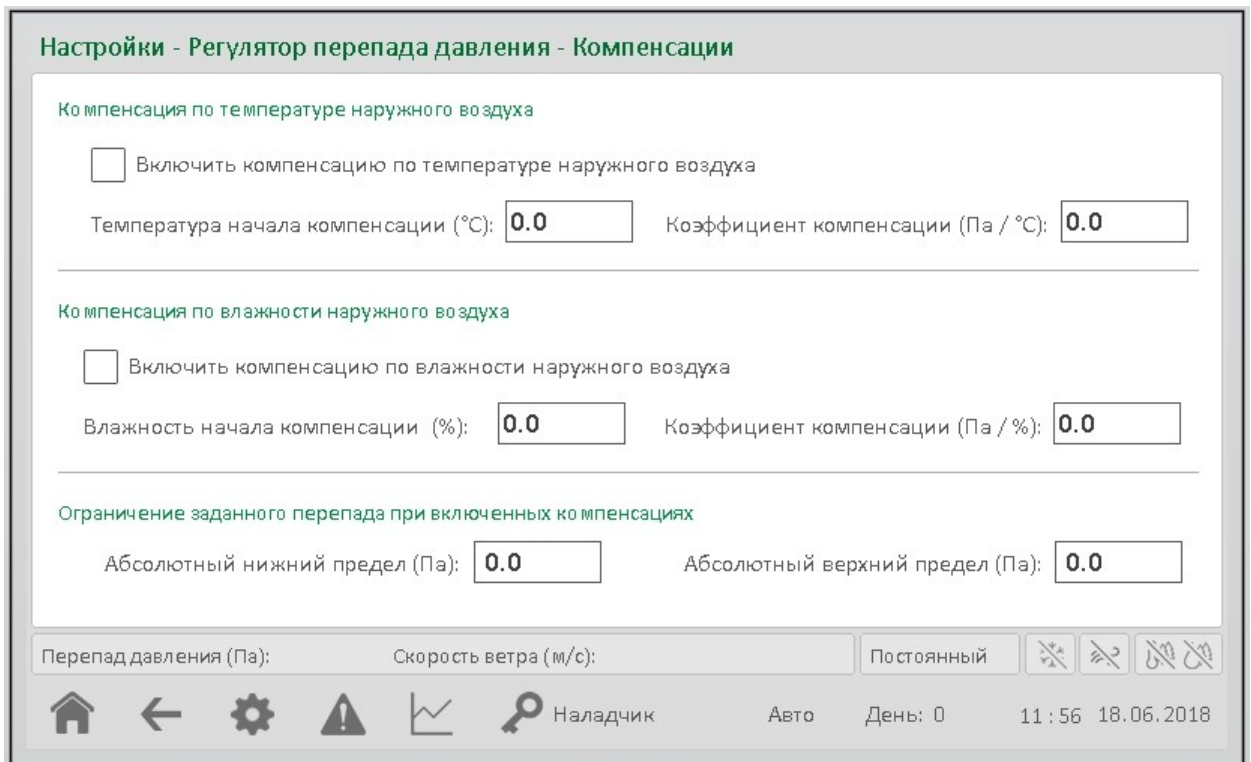 Настройки - Регулятор перепада давления - Компенсации
Компенсация по температуре наружного воздуха
Включить компенсацию по температуре наружного воздуха
Температура начала компенсации (°C): 0.0 Коэффициент компенсации (Па / °C): 0.0
Компенсация по влажности наружного воздуха
Включить компенсацию по влажности наружного воздуха
Влажность начала компенсации (%): 0.0 Коэффициент компенсации (Па / %): 0.0
Ограничение заданного перепада при включенных компенсациях
Абсолютный нижний предел (Па): 0.0 Абсолютный верхний предел (Па): 0.0
Перепад давления (Па): Скорость ветра (м/с): Постоянный
Наладчик Авто День: 0 11:56 18.06.2018